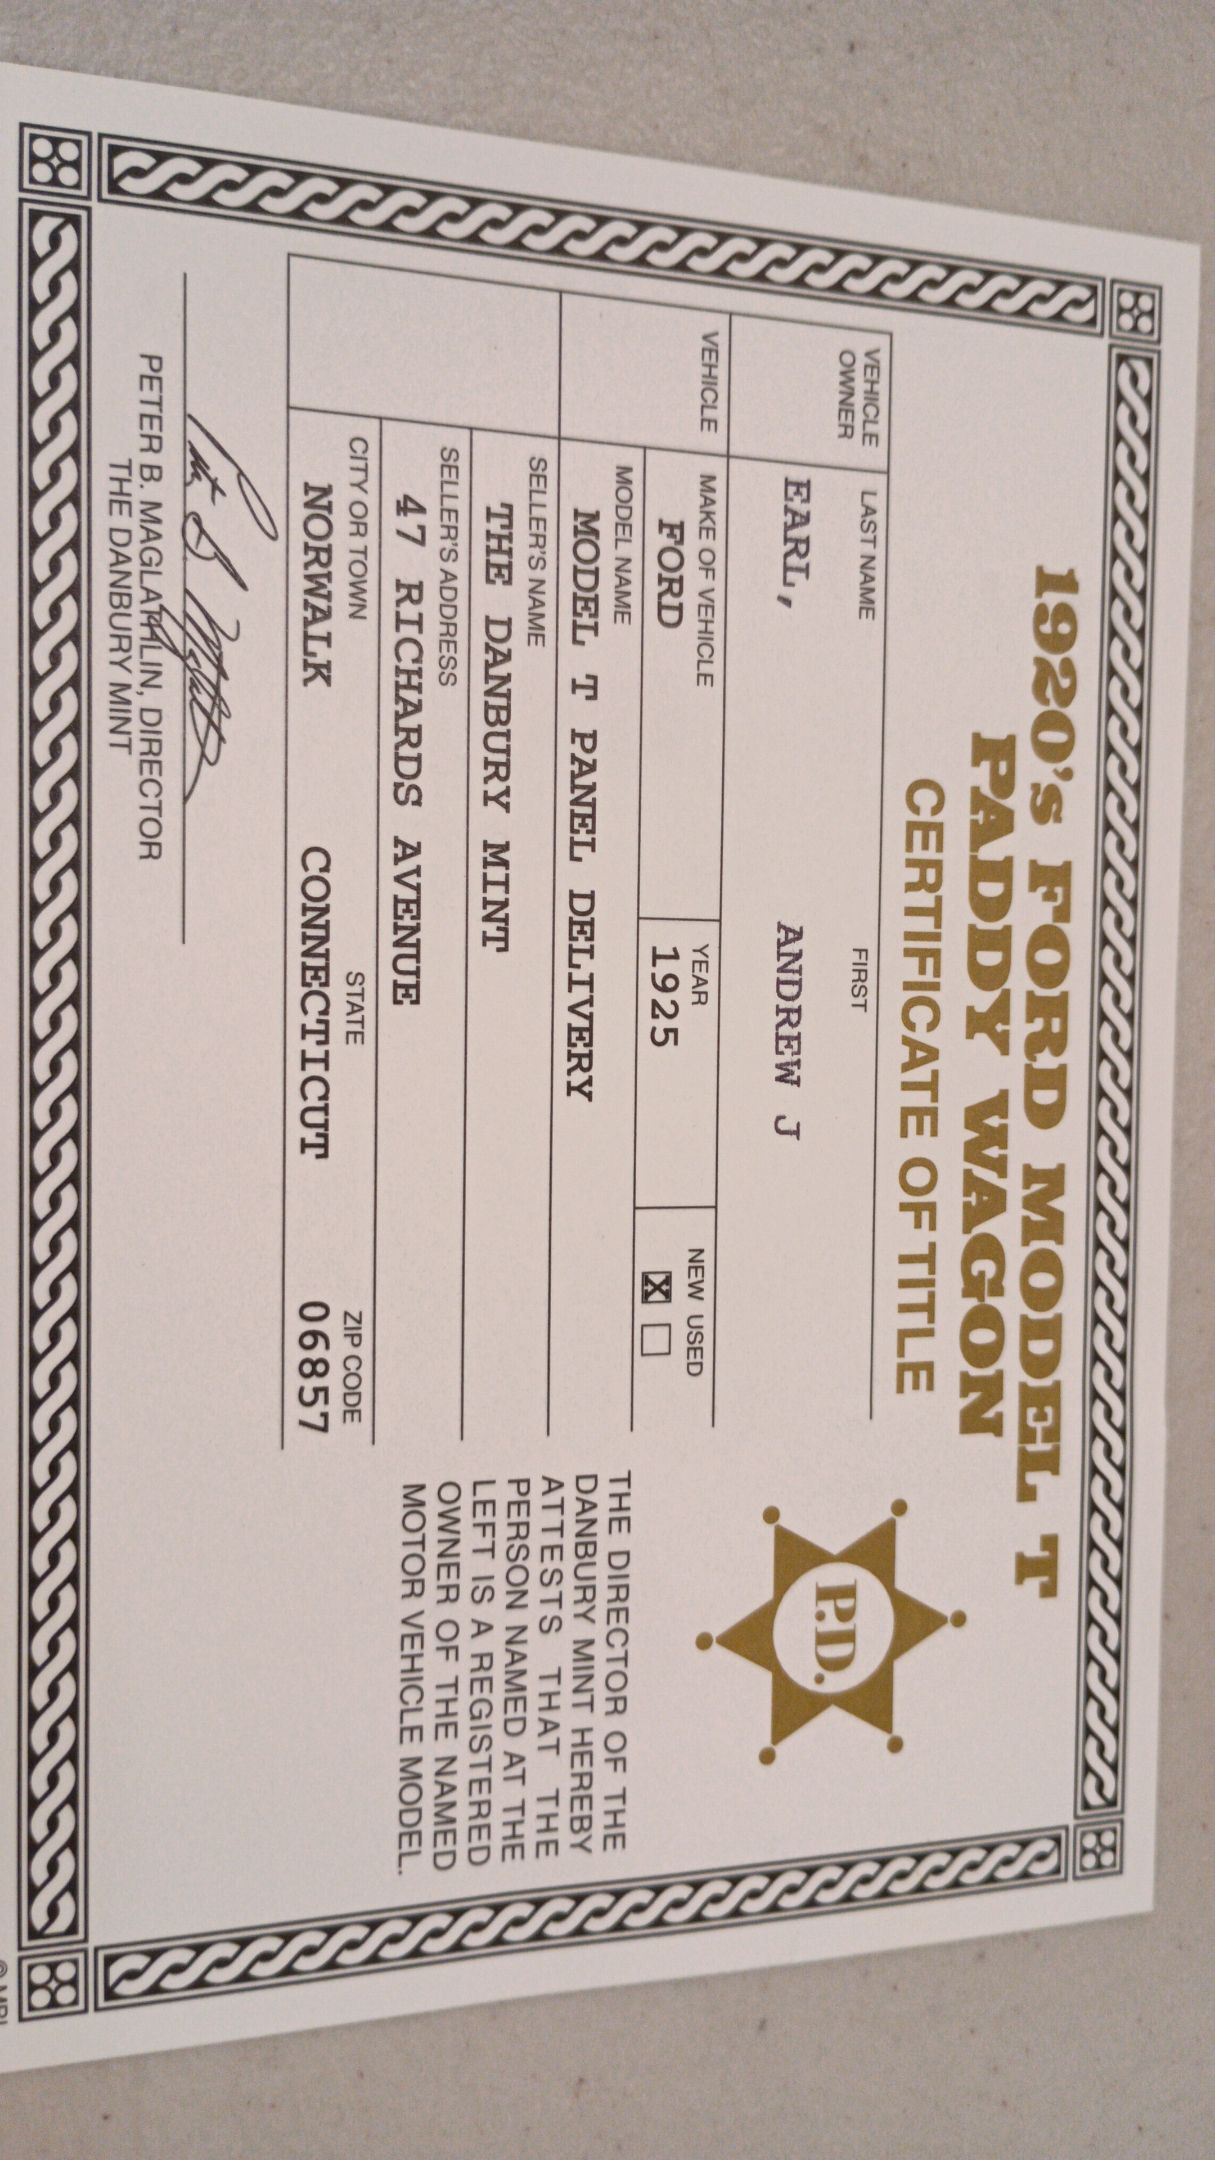 1920's FORD MODEL T
PADDY WAGON
CERTIFICATE OF TITLE
P.D.
VEHICLE OWNER
LAST NAME FIRST
EARL, ANDREW J
VEHICLE
MAKE OF VEHICLE YEAR NEW USED
FORD 1925 X
MODEL NAME
MODEL T PANEL DELIVERY
SELLER'S NAME
THE DANBURY MINT
SELLER'S ADDRESS
47 RICHARDS AVENUE
CITY OR TOWN STATE ZIP CODE
NORWALK CONNECTICUT 06857
THE DIRECTOR OF THE
DANBURY MINT HEREBY
ATTESTS THAT THE
PERSON NAMED AT THE
LEFT IS A REGISTERED
OWNER OF THE NAMED
MOTOR VEHICLE MODEL.
PETER B. MAGLATHLIN, DIRECTOR
THE DANBURY MINT